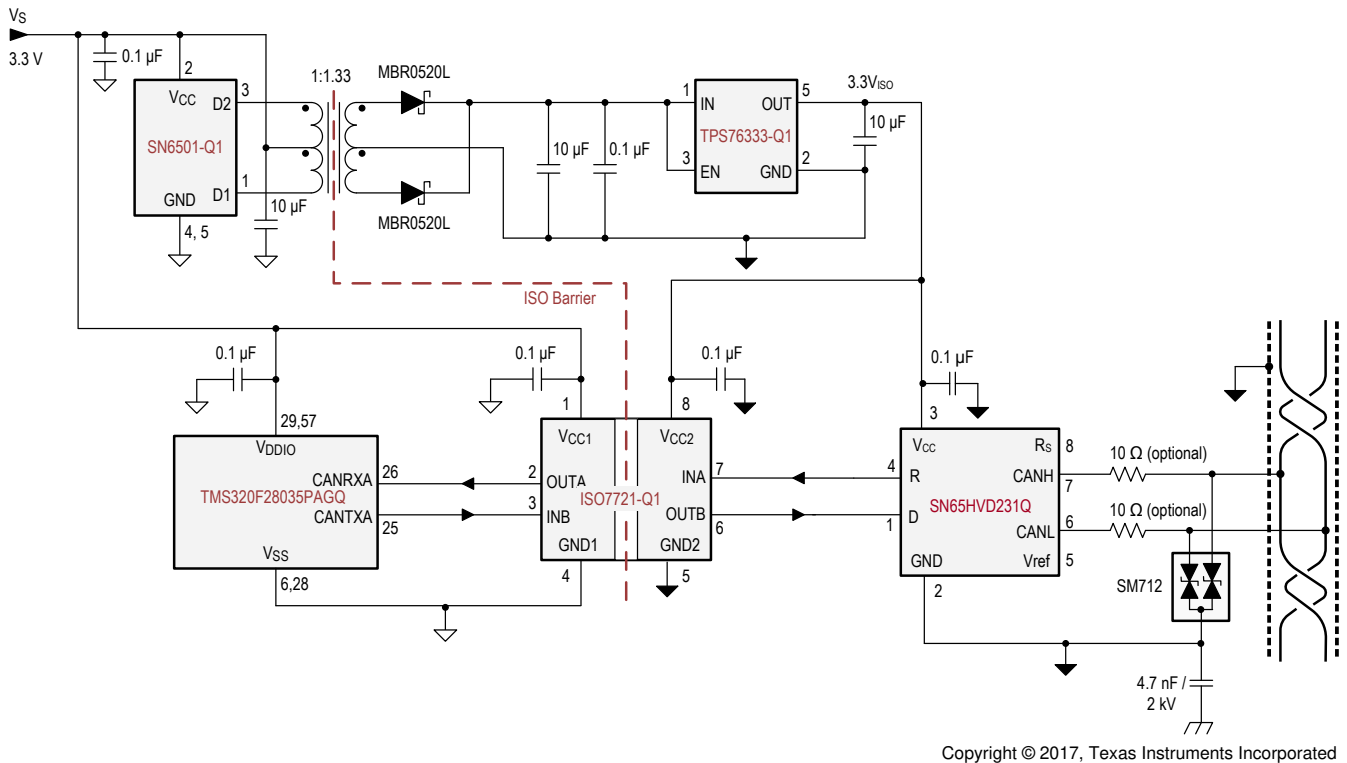 VS
3.3 V
0.1 µF
2
VCC
D2
3
SN6501-Q1
D1
1
GND
4, 5
10 µF
1:1.33
MBR0520L
MBR0520L
10 µF
0.1 µF
1
IN
OUT
5
TPS76333-Q1
3
EN
GND
2
3.3VISO
10 µF
ISO Barrier
0.1 µF
0.1 µF
0.1 µF
0.1 µF
29,57
VDDIO
CANRXA
26
TMS320F28035PAGQ
CANTXA
25
VSS
6,28
1
VCC1
2
OUTA
3
INB
GND1
4
ISO7721-Q1
8
VCC2
INA
7
OUTB
6
GND2
5
3
VCC
RS
8
4
R
CANH
7
SN65HVD231Q
1
D
CANL
6
GND
2
Vref
5
10 Ω (optional)
10 Ω (optional)
SM712
4.7 nF /
2 kV
Copyright © 2017, Texas Instruments Incorporated